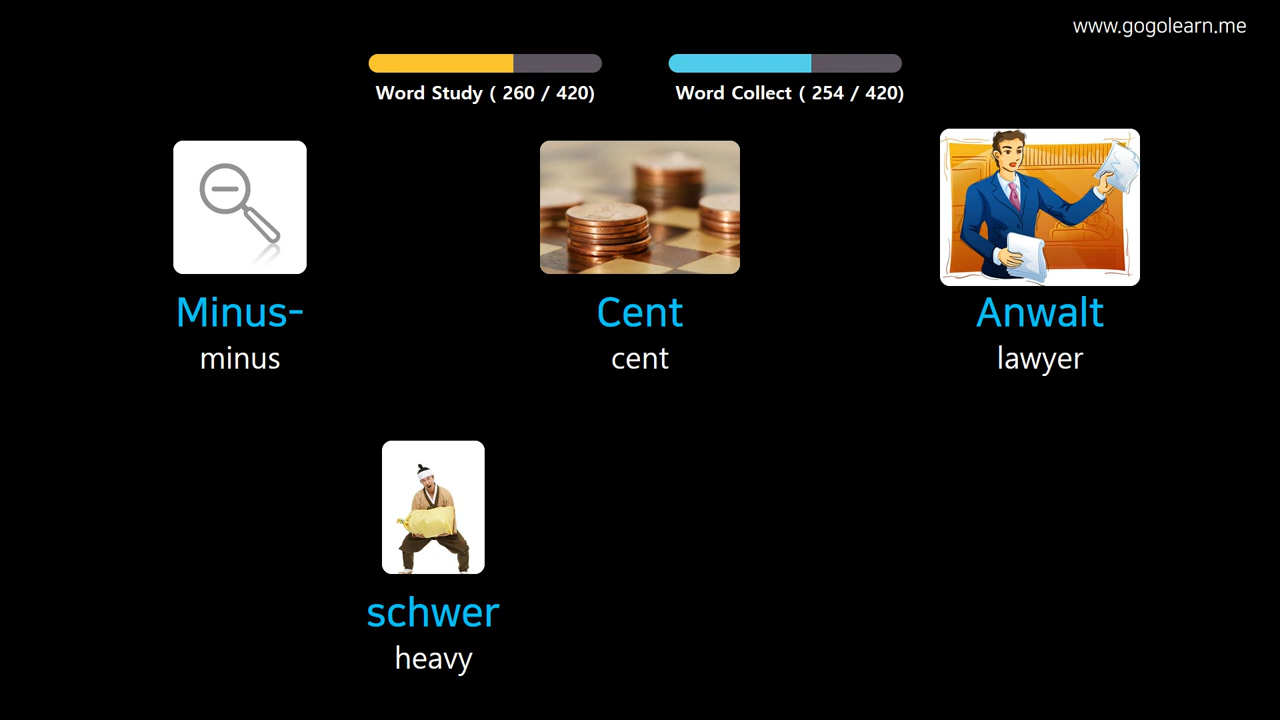 www.gogolearn.me
Word Study ( 260 / 420)
Word Collect ( 254 / 420)
Minus-
minus
Cent
cent
Anwalt
lawyer
schwer
heavy